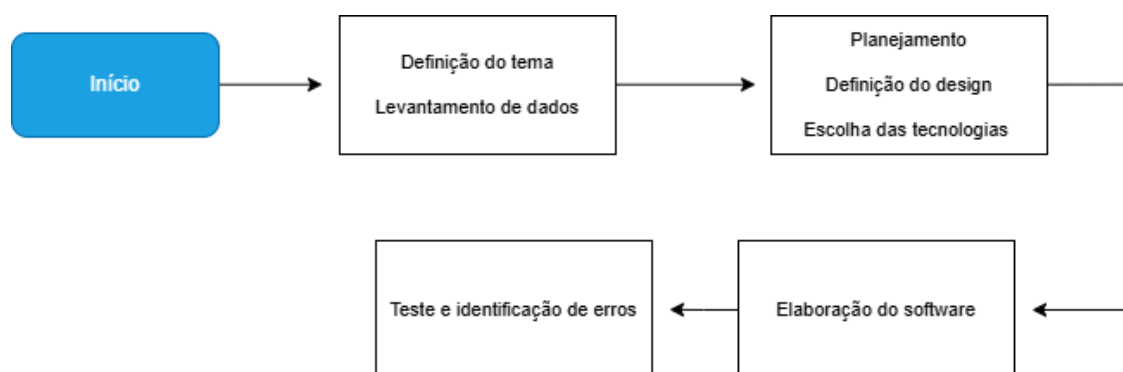 Início
Definição do tema
Levantamento de dados
Planejamento
Definição do design
Escolha das tecnologias
Elaboração do software
Teste e identificação de erros